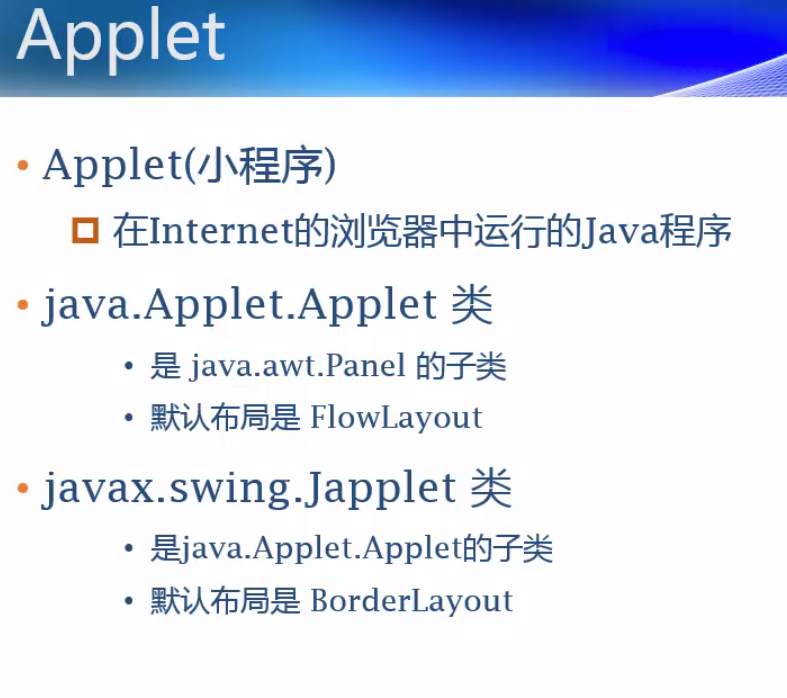 Applet
• Applet(小程序)
在Internet的浏览器中运行的Java程序
• java.Applet.Applet 类
• 是 java.awt.Panel 的子类
• 默认布局是 FlowLayout
• javax.swing.Japplet 类
• 是java.Applet.Applet的子类
• 默认布局是 BorderLayout